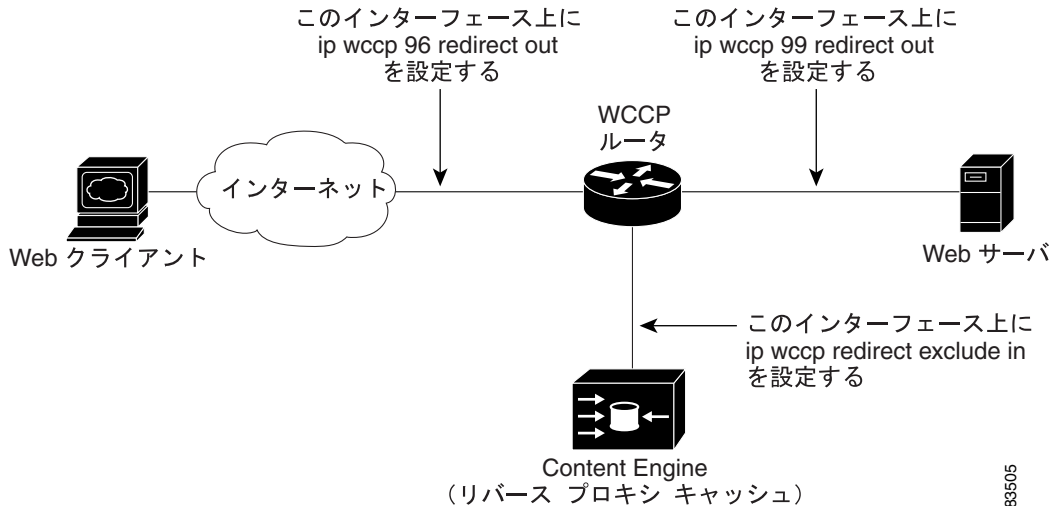 このインターフェース上に
ip wccp 96 redirect out
を設定する
このインターフェース上に
ip wccp 99 redirect out
を設定する
WCCP
ルータ
インターネット
Web クライアント
Web サーバ
このインターフェース上に
ip wccp redirect exclude in
を設定する
Content Engine
（リバース プロキシ キャッシュ）
83505